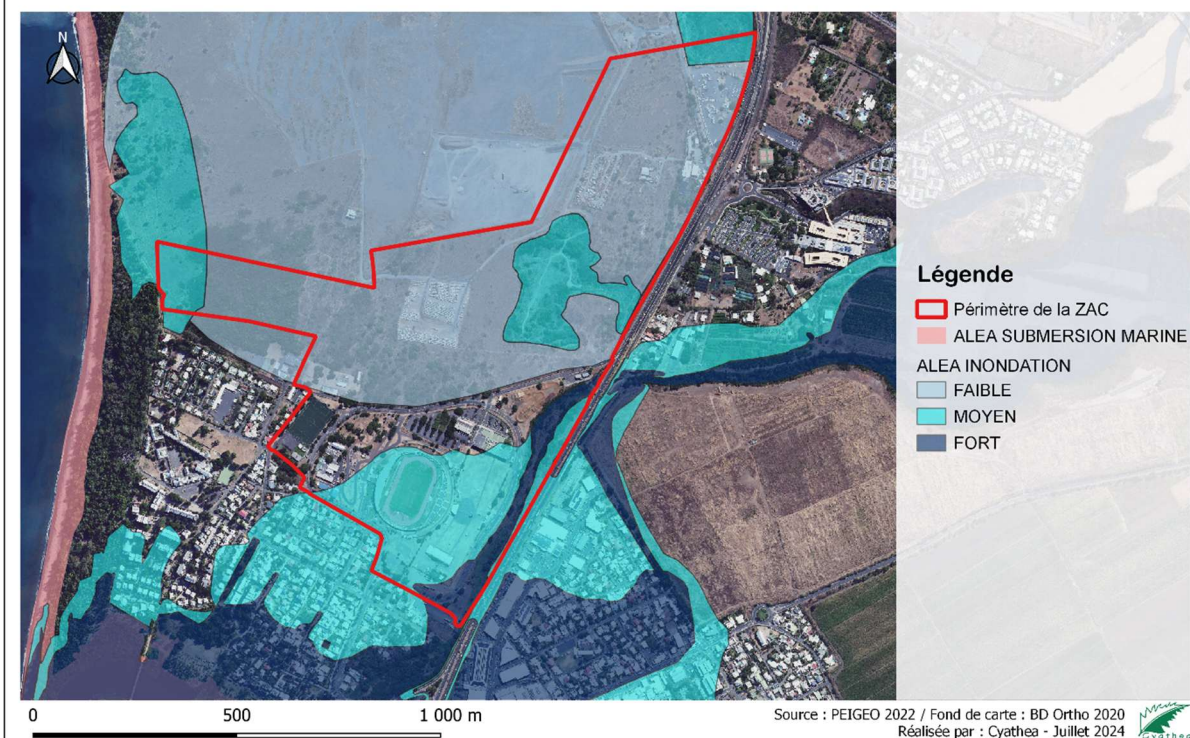 N
Légende
Périmètre de la ZAC
ALEA SUBMERSION MARINE
ALEA INONDATION
FAIBLE
MOYEN
FORT
0 500 1 000 m
Source : PEIGEO 2022 / Fond de carte : BD Ortho 2020
Réalisée par : Cyathea - Juillet 2024
Cyathea